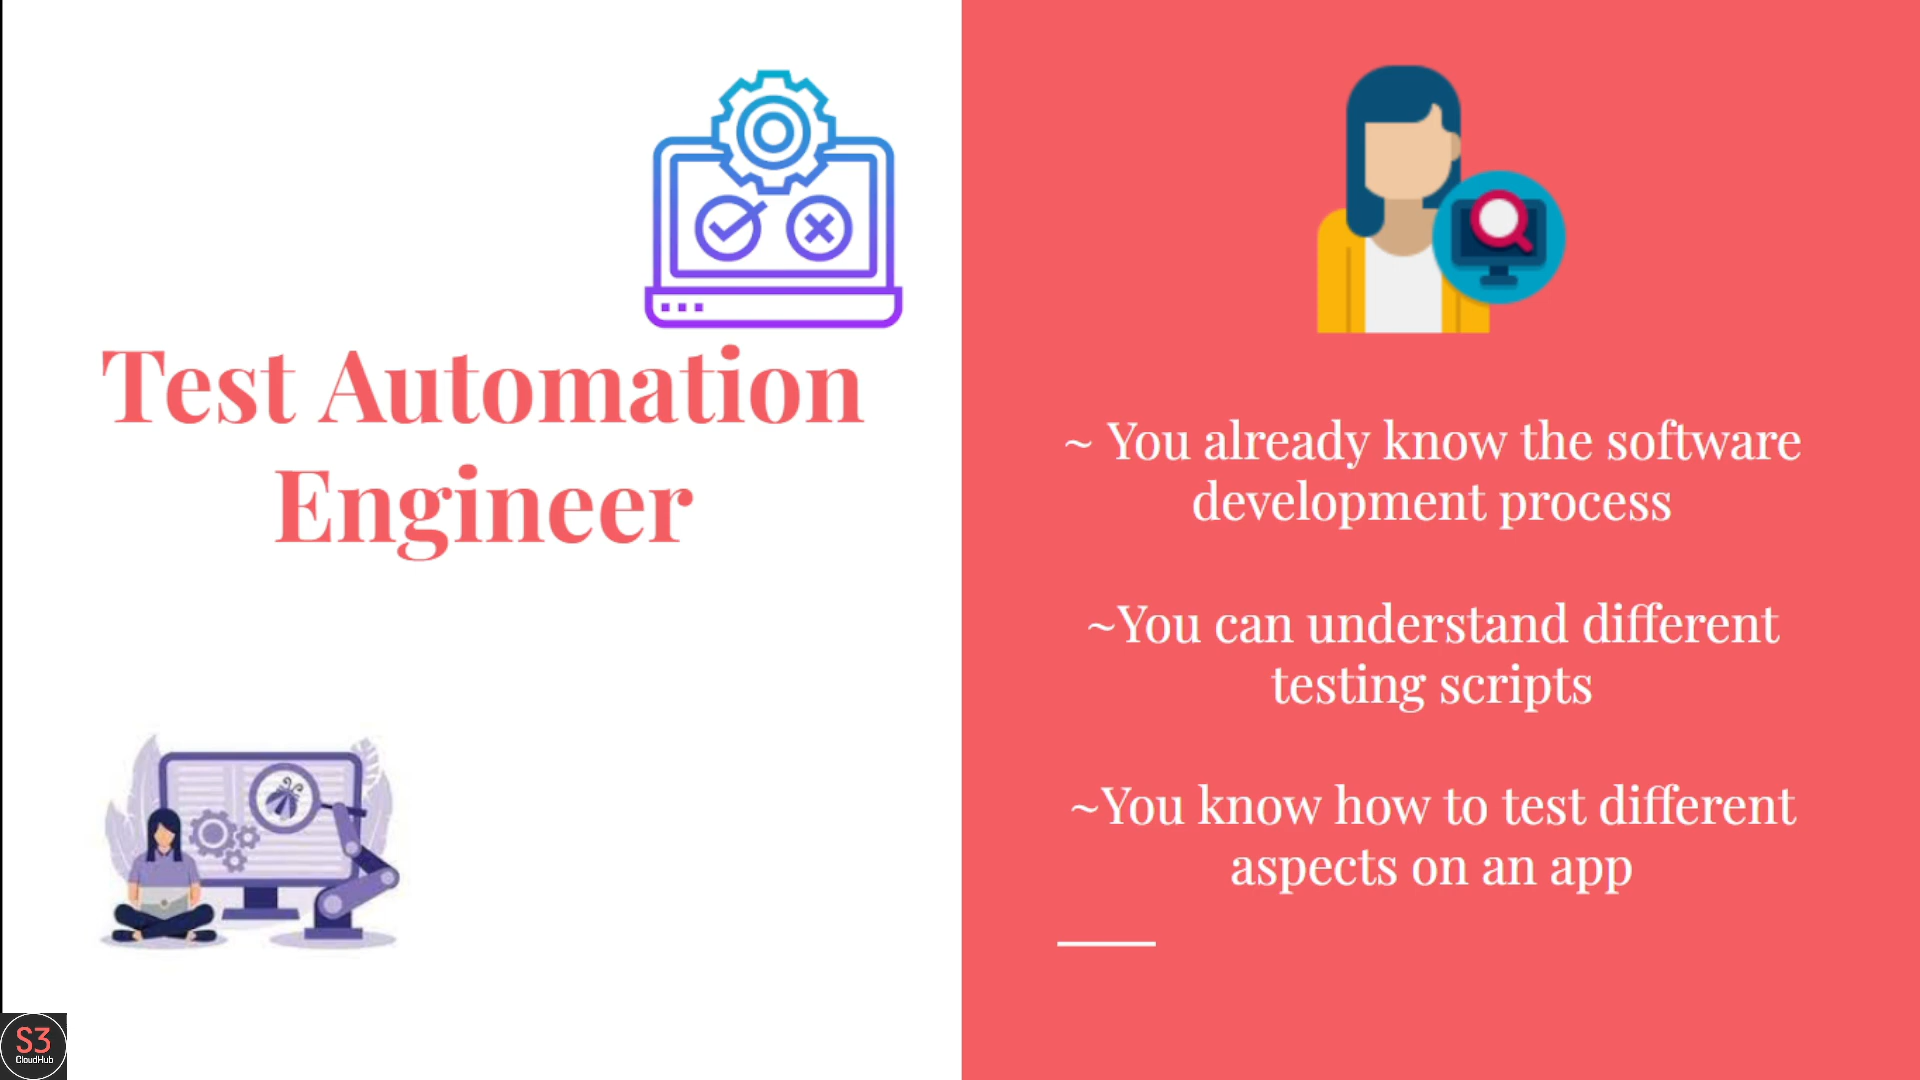 Test Automation
Engineer
~ You already know the software
development process
~You can understand different
testing scripts
~You know how to test different
aspects on an app
S3
CloudHub